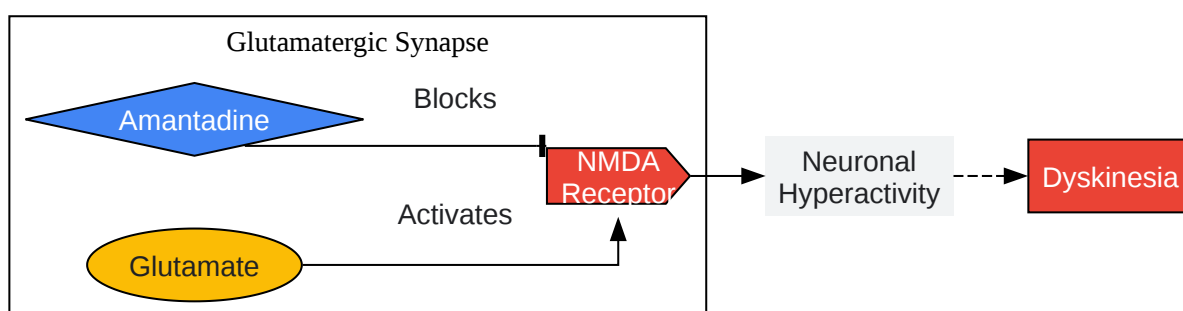 Glutamatergic Synapse
Amantadine
Blocks
NMDA
Receptor
Activates
Glutamate
Neuronal
Hyperactivity
Dyskinesia